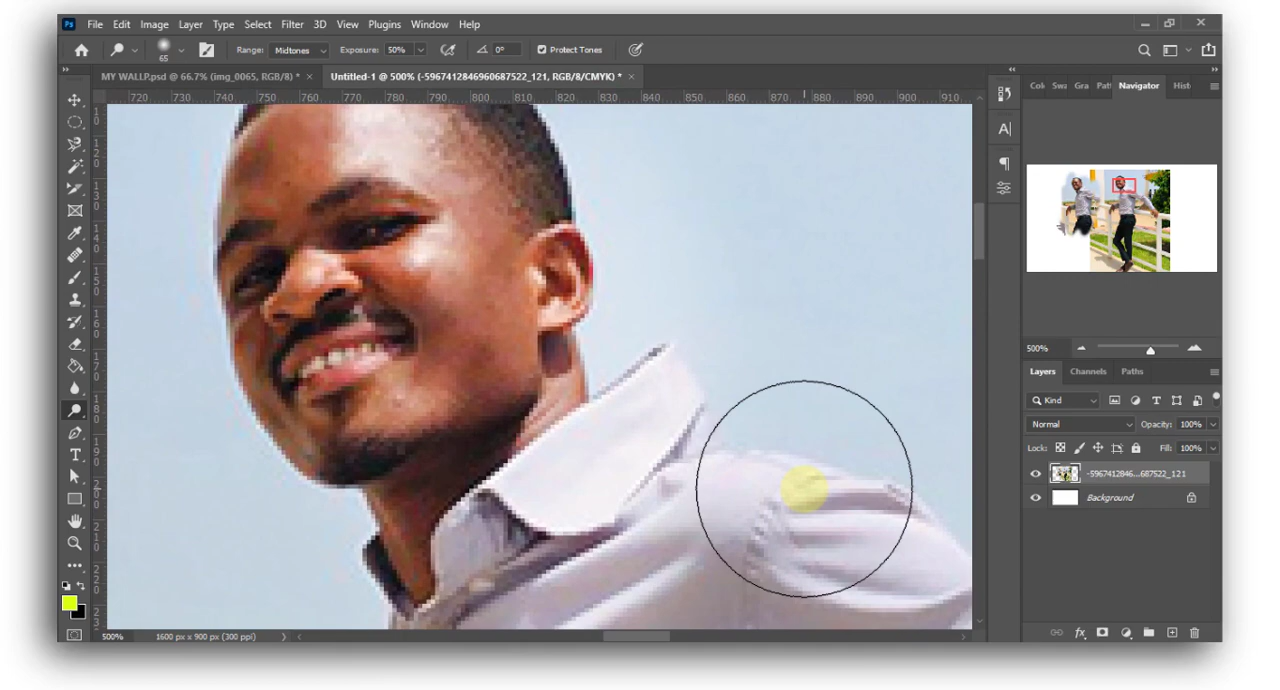 Ps File Edit Image Layer Type Select Filter 3D View Plugins Window Help
65 Range: Midtones Exposure: 50% 0° Protect Tones
MY WALLP.psd @ 66.7% (img_0065, RGB/8) * × Untitled-1 @ 500% (-5967412846960687522_121, RGB/8/CMYK) * ×
Swa Gra Navigator Hist
720 730 740 750 760 770 780 790 800 810 820 830 840 850 860 870 880 890 900 910
500%
Layers Channels Paths
Kind
Normal Opacity: 100%
Lock: Fill: 100%
-5967412846...687522_121
Background
500% 1600 px x 900 px (300 ppi)